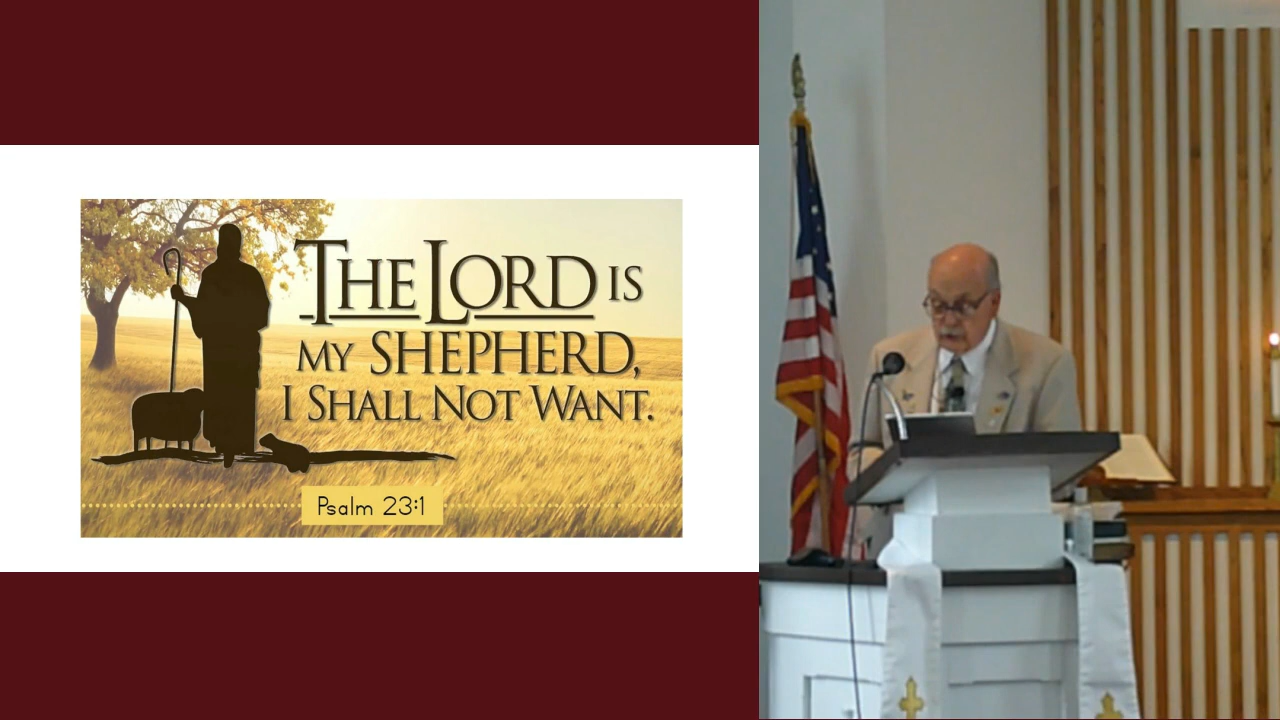 THE LORD IS
MY SHEPHERD,
I SHALL NOT WANT.
Psalm 23:1